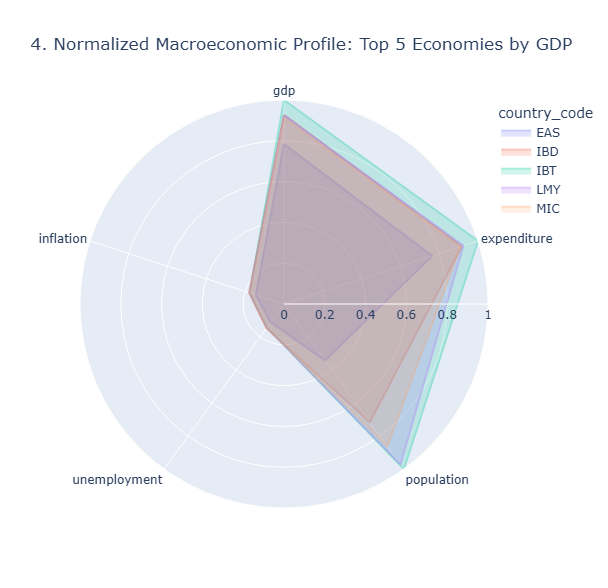 4. Normalized Macroeconomic Profile: Top 5 Economies by GDP
gdp
country_code
EAS
IBD
IBT
LMY
MIC
inflation
expenditure
0 0.2 0.4 0.6 0.8 1
unemployment
population